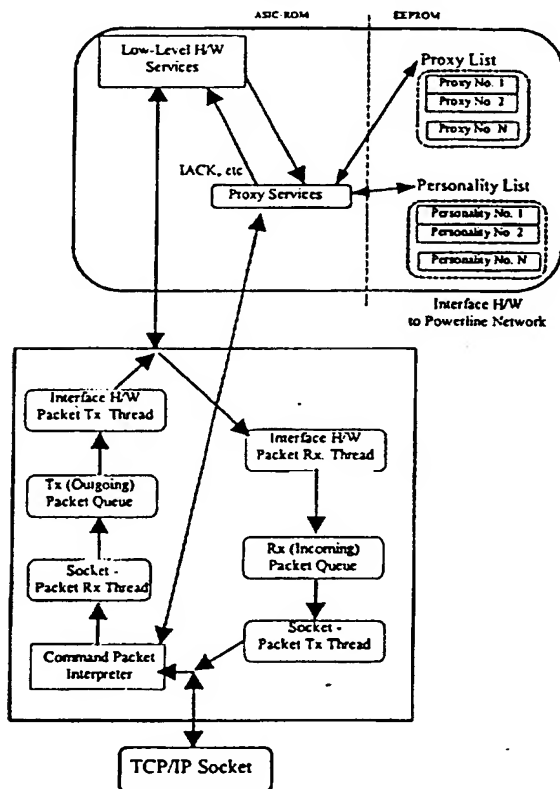 ASIC-ROM
EEPROM
Low-Level H/W
Services
Proxy List
Proxy No. 1
Proxy No. 2
Proxy No. N
IACK, etc
Proxy Services
Personality List
Personality No. 1
Personality No. 2
Personality No. N
Interface H/W
to Powerline Network
Interface H/W
Packet Tx Thread
Interface H/W
Packet Rx. Thread
Tx (Outgoing)
Packet Queue
Rx (Incoming)
Packet Queue
Socket -
Packet Rx Thread
Socket -
Packet Tx Thread
Command Packet
Interpreter
TCP/IP Socket